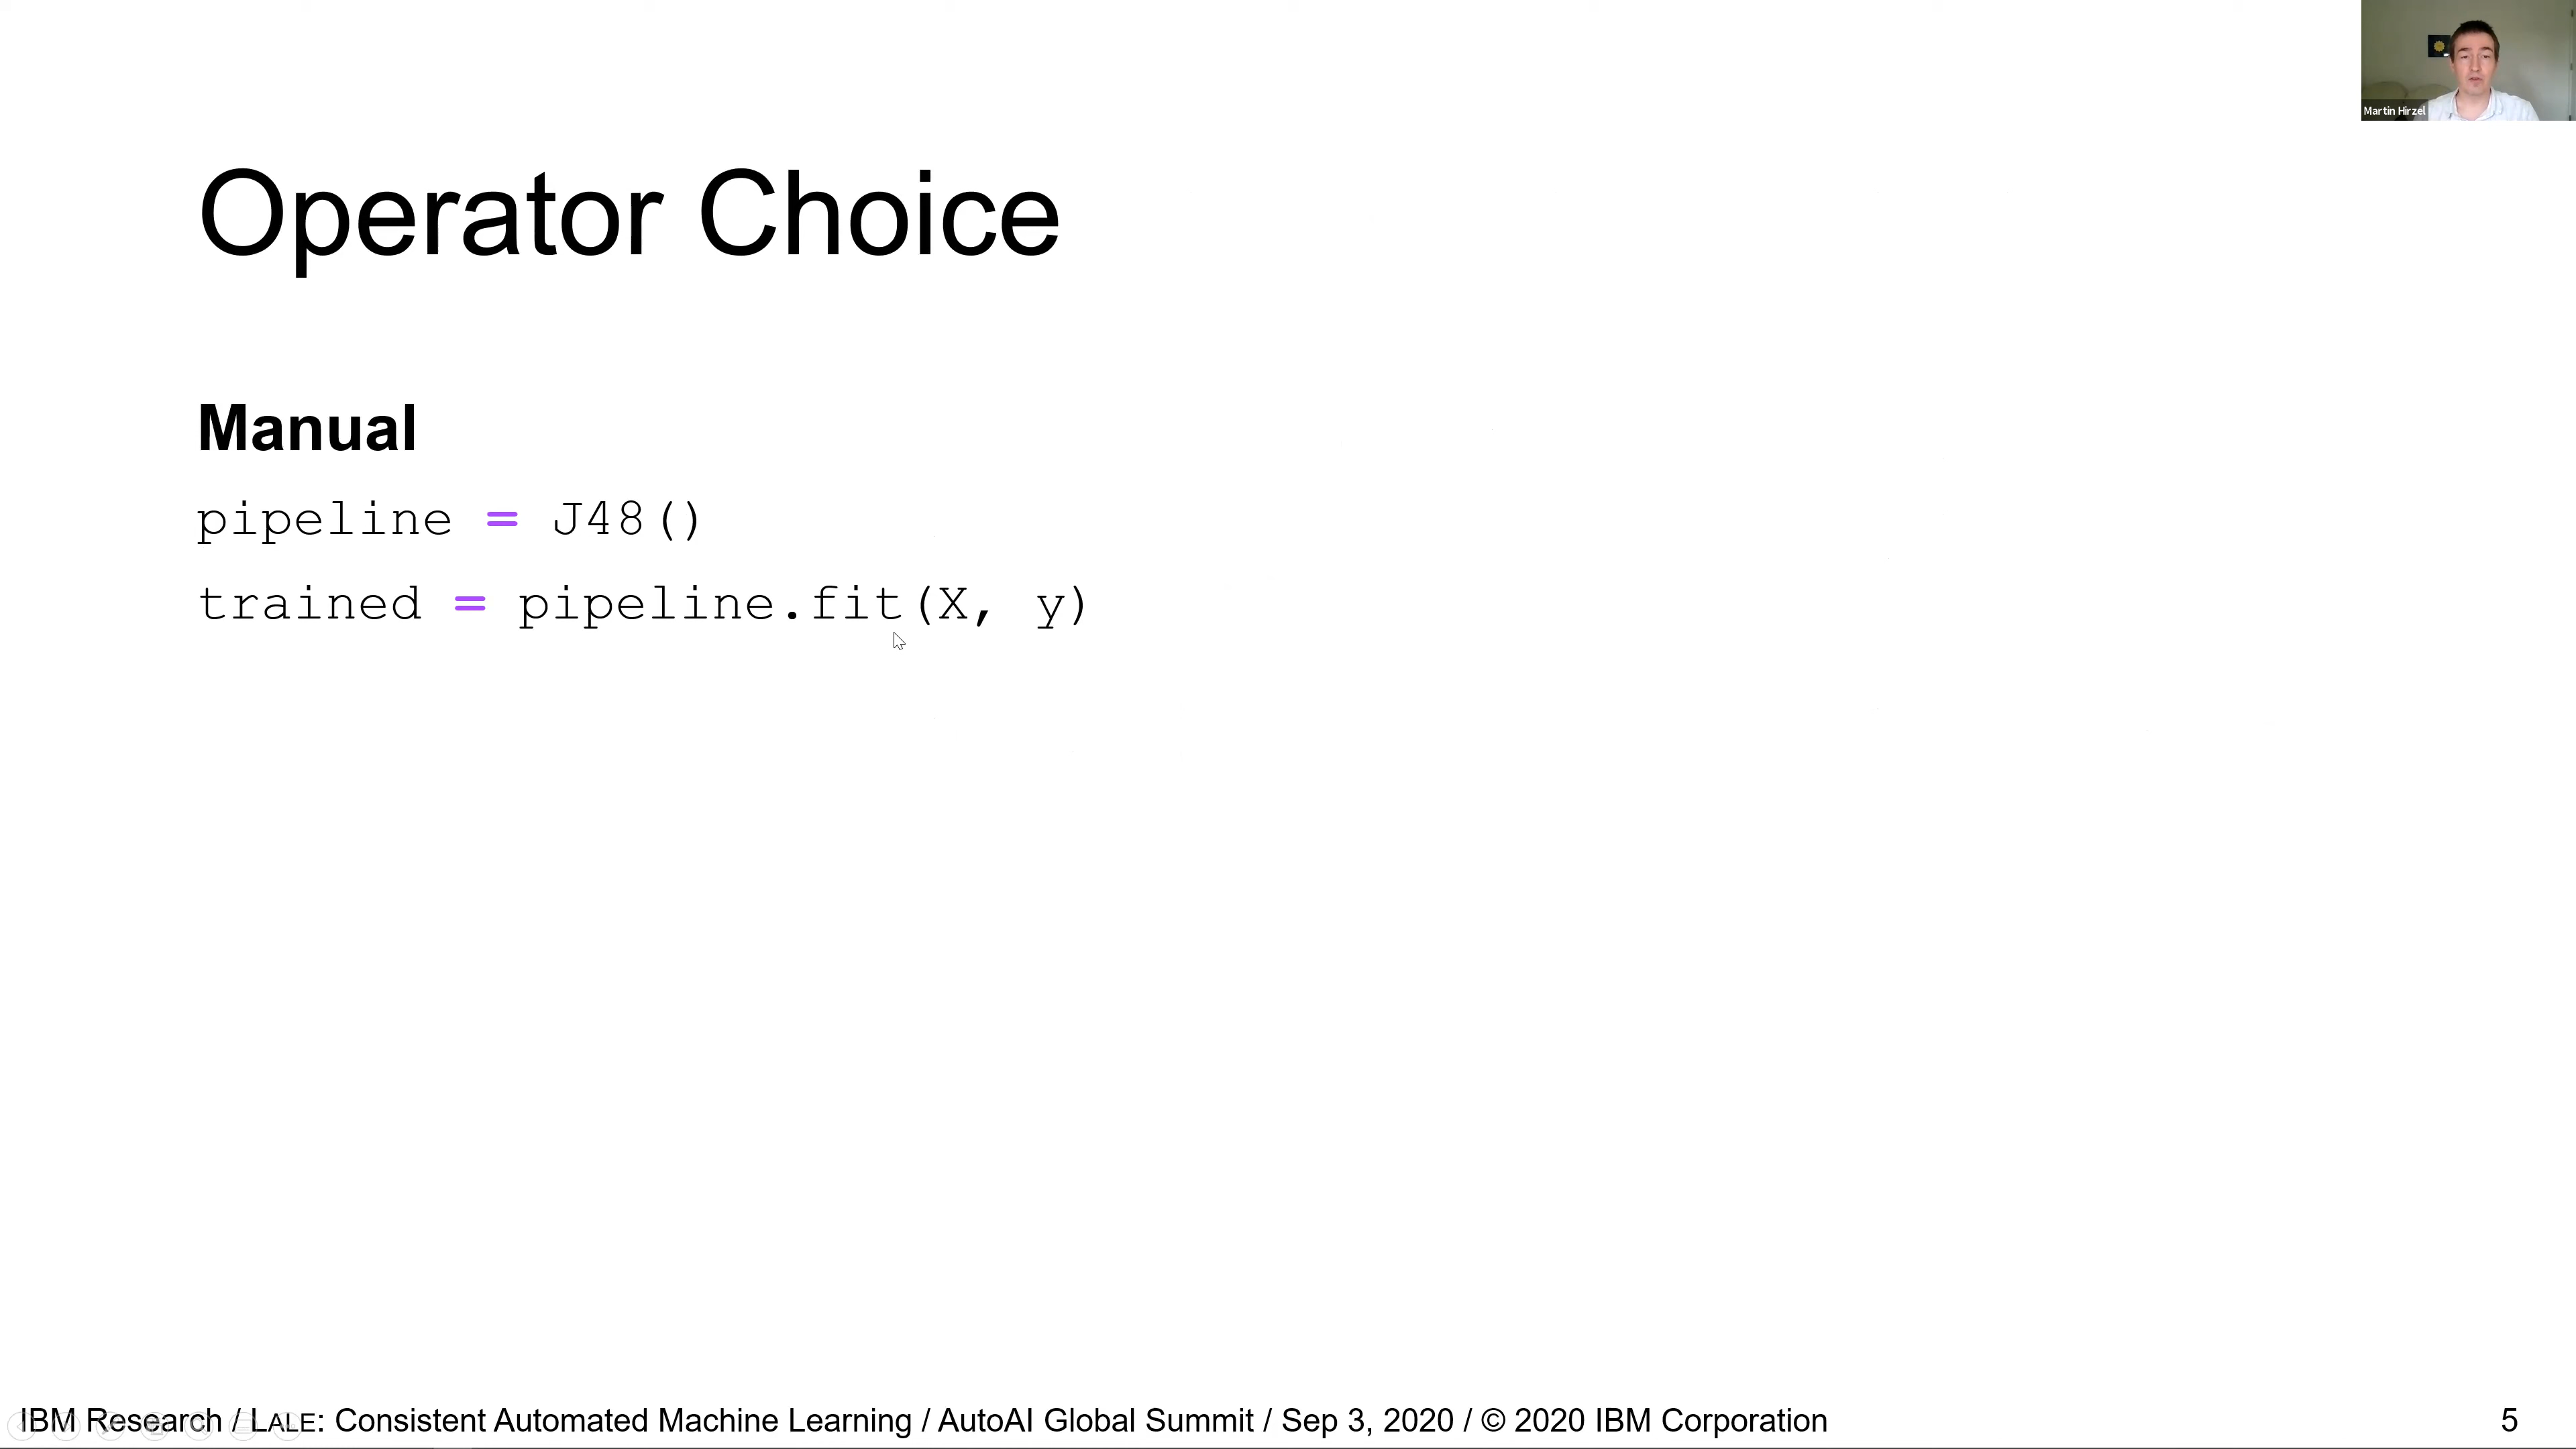 Martin Hirzel
Operator Choice
Manual
pipeline = J48()
trained = pipeline.fit(X, y)
IBM Research / LALE: Consistent Automated Machine Learning / AutoAI Global Summit / Sep 3, 2020 / © 2020 IBM Corporation
5